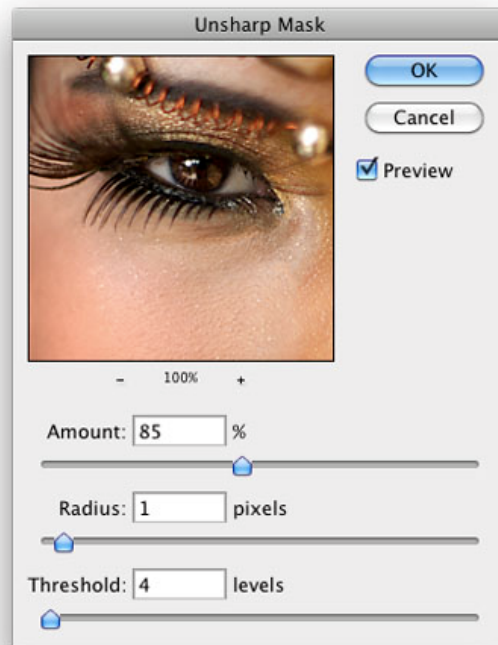 Unsharp Mask
OK
Cancel
Preview
- 100% +
Amount: 85 %
Radius: 1 pixels
Threshold: 4 levels